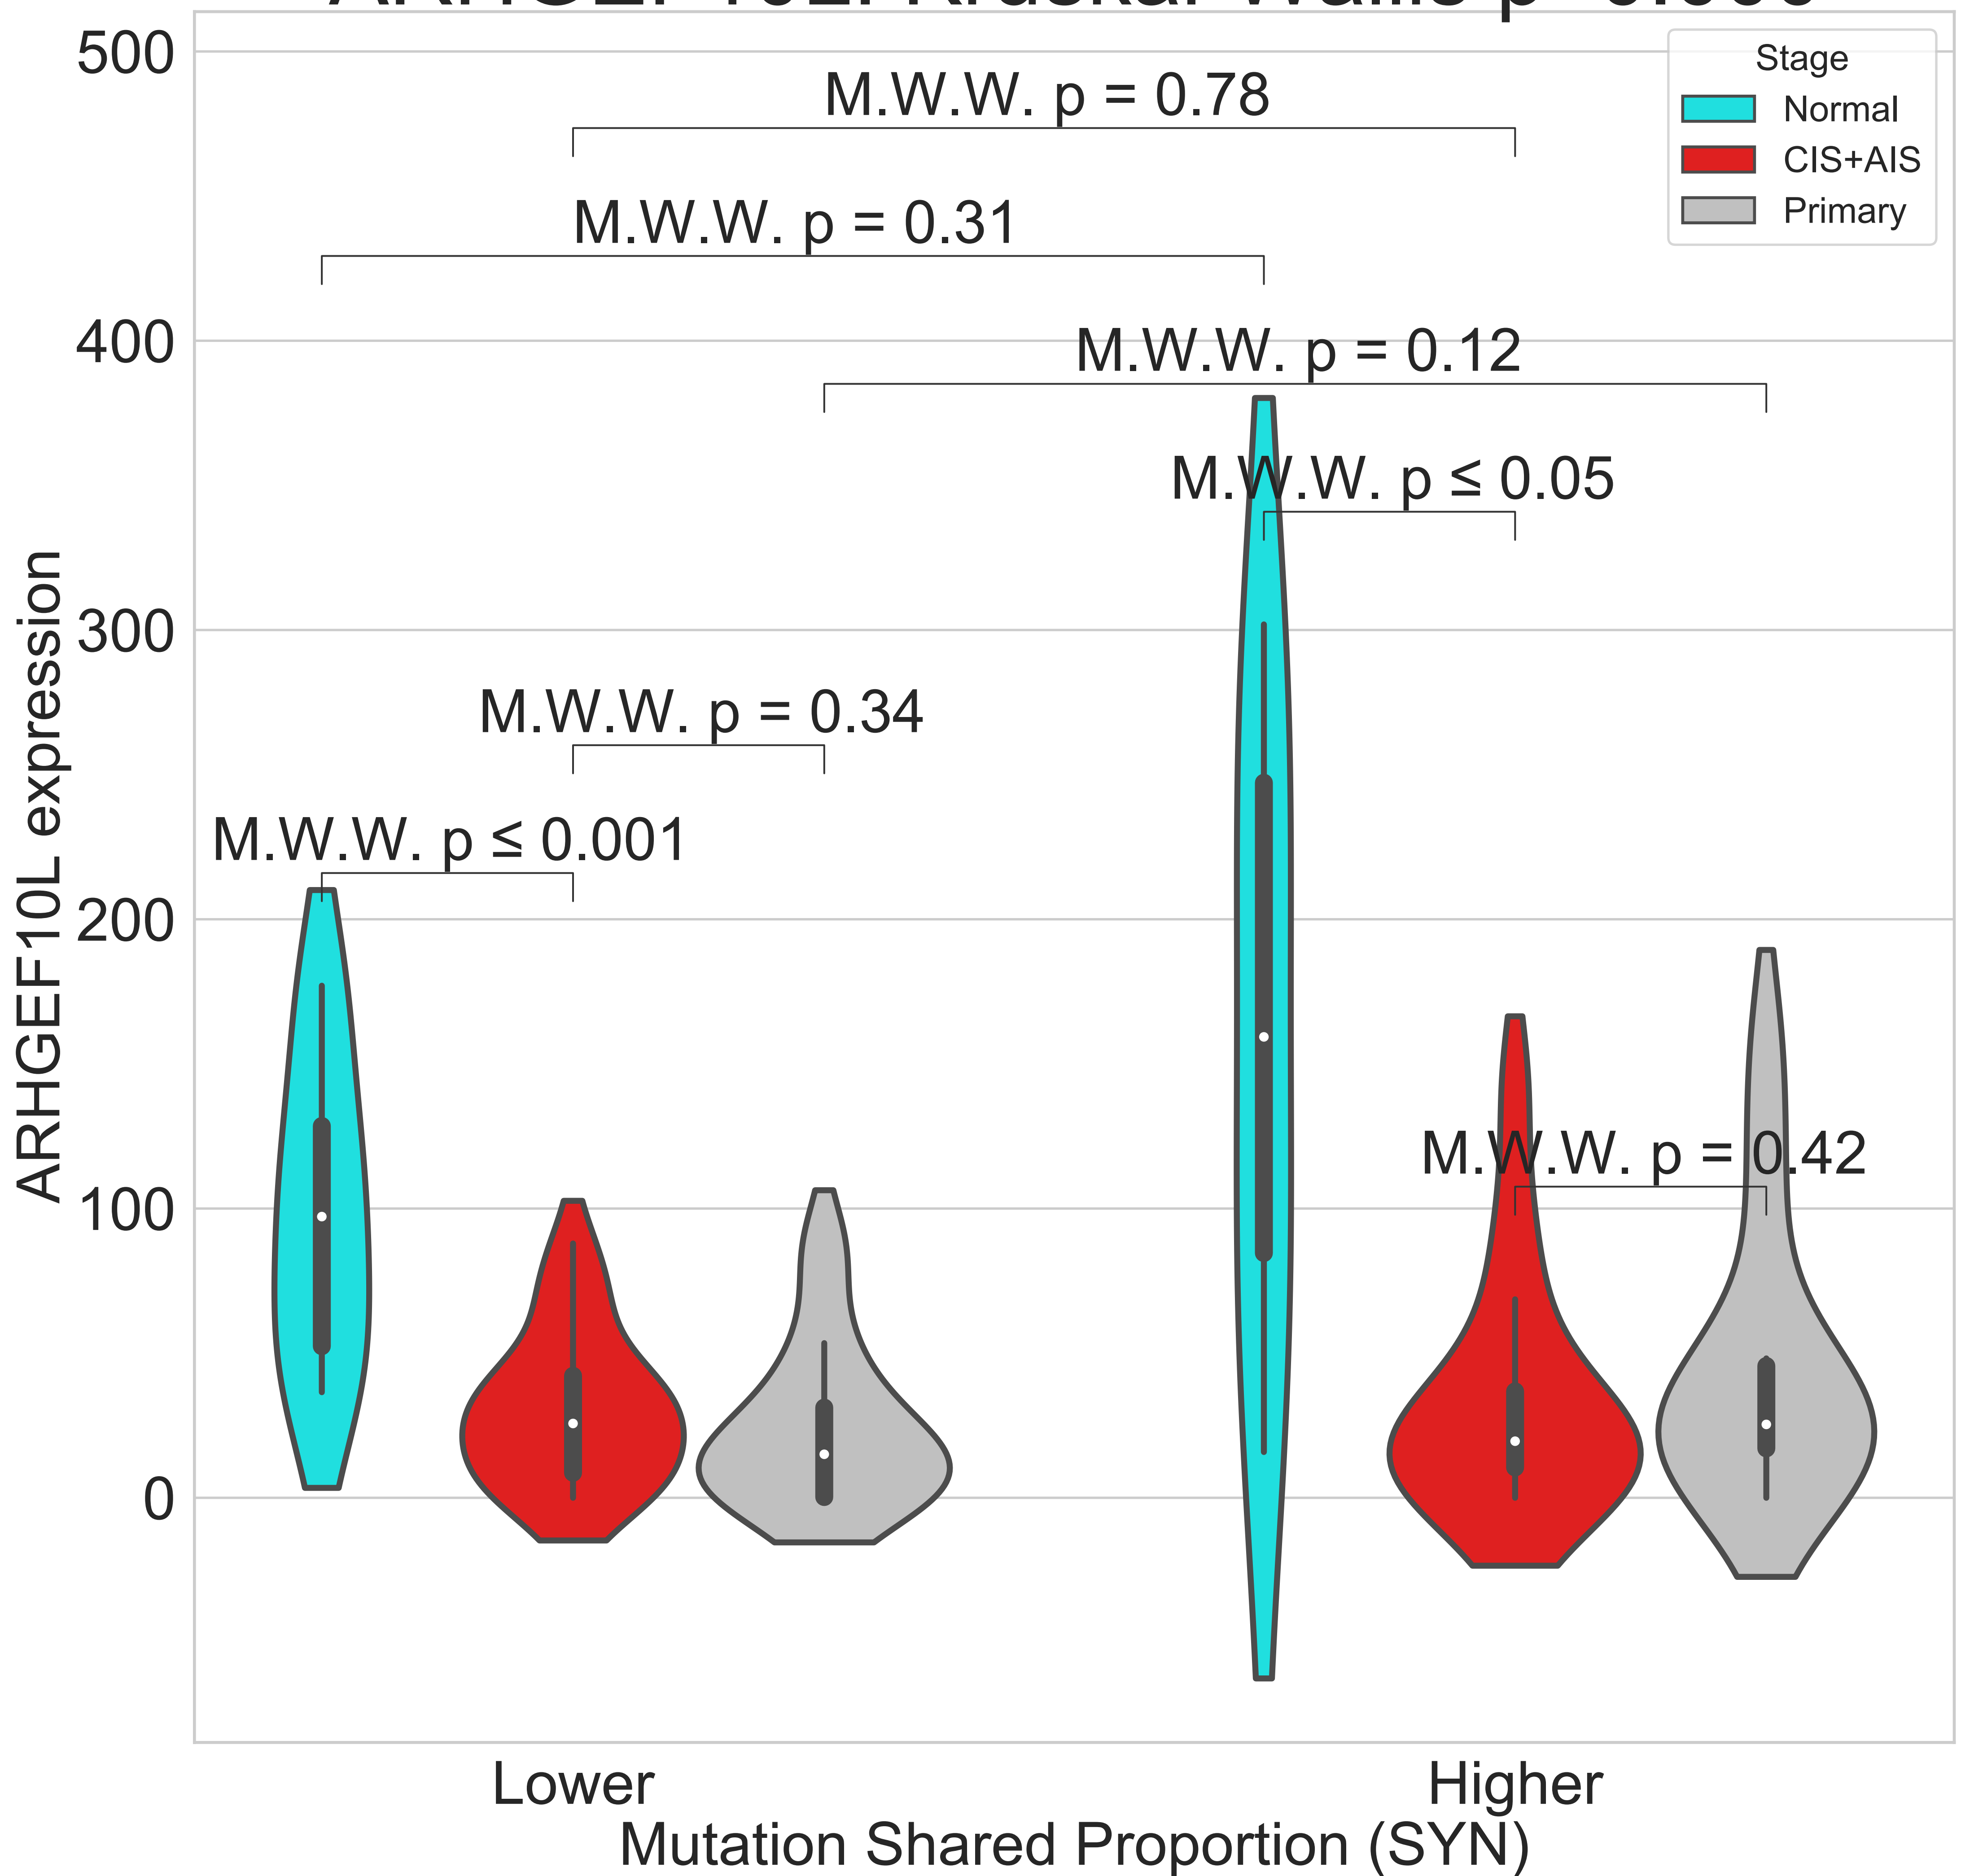 500
Stage
Normal
CIS+AIS
Primary
M.W.W. p = 0.78
M.W.W. p = 0.31
400
M.W.W. p = 0.12
M.W.W. p ≤ 0.05
300
M.W.W. p = 0.34
M.W.W. p ≤ 0.001
200
M.W.W. p = 0.42
100
0
ARHGEF10L expression
Lower
Higher
Mutation Shared Proportion (SYN)